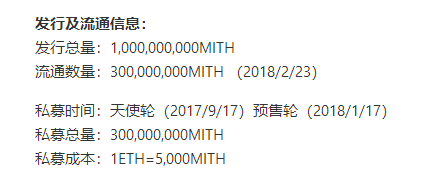 发行及流通信息：
发行总量：1,000,000,000MITH
流通数量：300,000,000MITH （2018/2/23）
私募时间：天使轮（2017/9/17）预售轮（2018/1/17）
私募总量：300,000,000MITH
私募成本：1ETH=5,000MITH